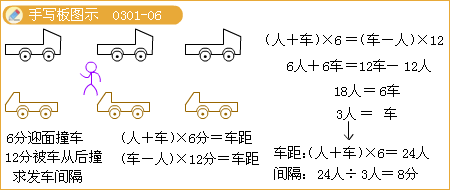 手写板图示 0301-06
(人＋车)×6＝(车－人)×12
6人＋6车＝12车－12人
18人＝6车
3人＝ 车
6分迎面撞车
12分被车从后撞
求发车间隔
(人＋车)×6分＝车距
(车－人)×12分＝车距
车距:(人＋车)×6＝24人
间隔: 24人÷3人＝8分